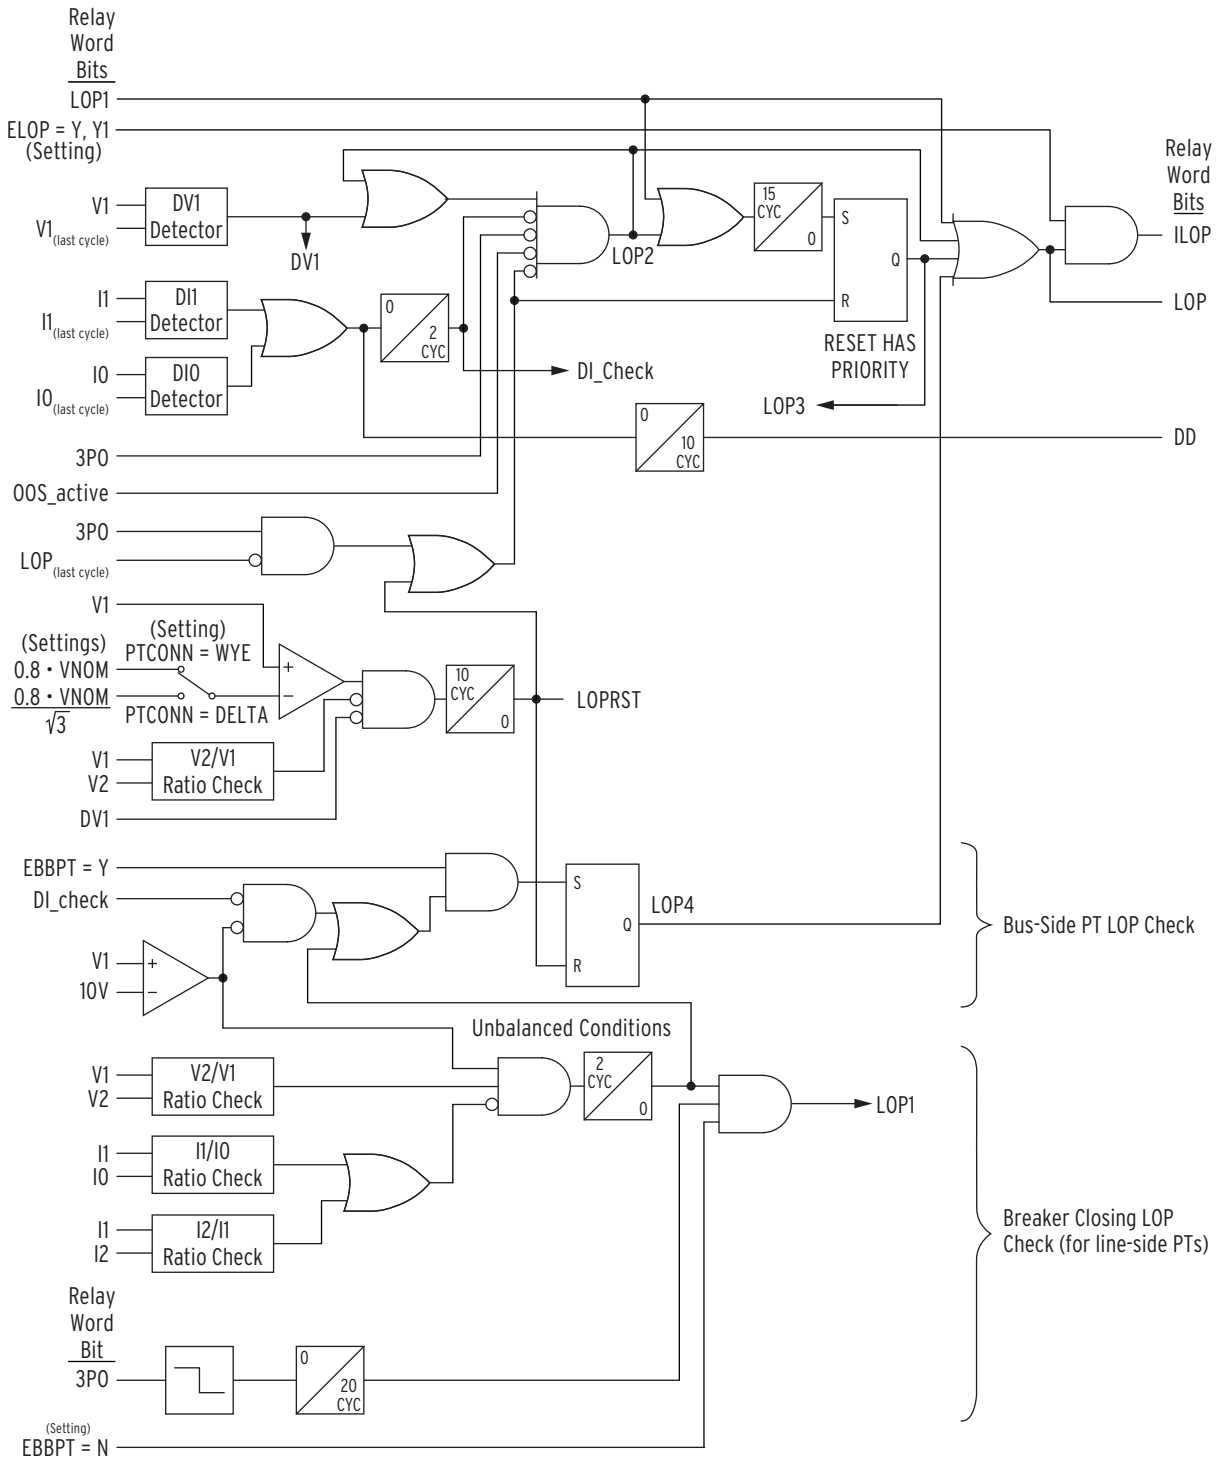 Relay
Word
Bits
LOP1
ELOP = Y, Y1
(Setting)
Relay
Word
Bits
V1
V1(last cycle)
DV1
Detector
DV1
15
CYC
0
S
Q
R
LOP2
ILOP
LOP
I1
I1(last cycle)
DI1
Detector
0
2
CYC
I0
I0(last cycle)
DI0
Detector
DI_Check
RESET HAS
PRIORITY
LOP3
0
10
CYC
DD
3PO
OOS_active
3PO
LOP(last cycle)
V1
(Settings)
0.8 • VNOM
0.8 • VNOM
√3
(Setting)
PTCONN = WYE
PTCONN = DELTA
+
−
10
CYC
0
LOPRST
V1
V2
V2/V1
Ratio Check
DV1
EBBPT = Y
DI_check
V1
10V
+
−
S
Q
R
LOP4
Bus-Side PT LOP Check
Unbalanced Conditions
V1
V2
V2/V1
Ratio Check
2
CYC
0
LOP1
I1
I0
I1/I0
Ratio Check
I1
I2
I2/I1
Ratio Check
Breaker Closing LOP
Check (for line-side PTs)
Relay
Word
Bit
3PO
0
20
CYC
(Setting)
EBBPT = N